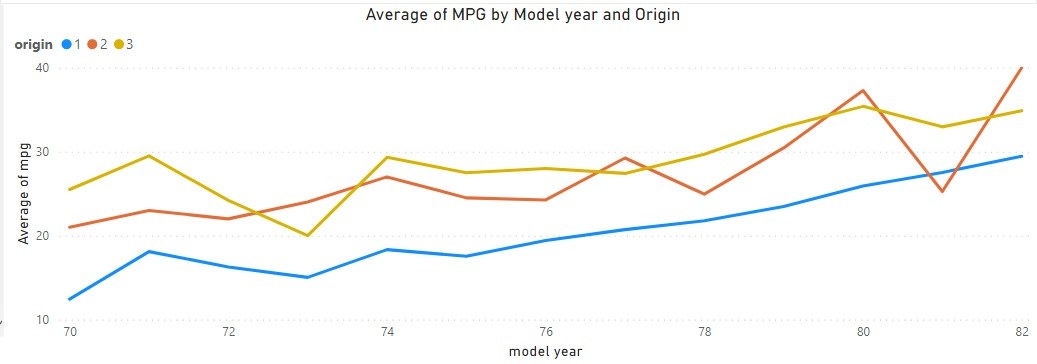 Average of MPG by Model year and Origin
origin 1 2 3
40
30
20
10
Average of mpg
70 72 74 76 78 80 82
model year